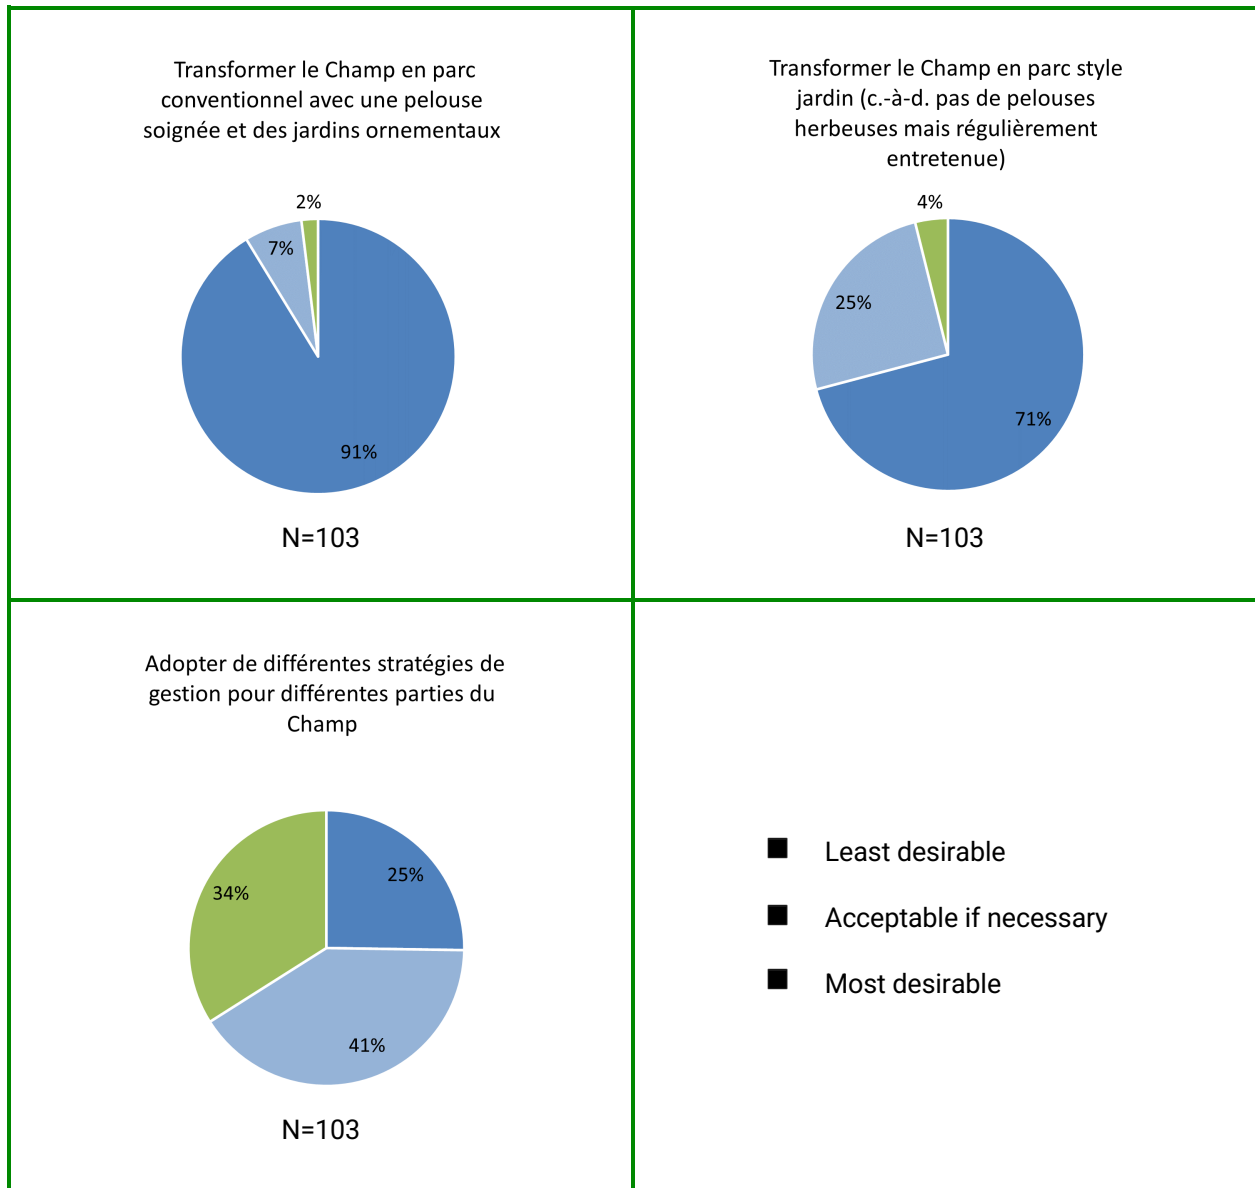 Transformer le Champ en parc
conventionnel avec une pelouse
soignée et des jardins ornementaux
2%
7%
91%
N=103
Transformer le Champ en parc style
jardin (c.-à-d. pas de pelouses
herbeuses mais régulièrement
entretenue)
4%
25%
71%
N=103
Adopter de différentes stratégies de
gestion pour différentes parties du
Champ
25%
34%
41%
N=103
Least desirable
Acceptable if necessary
Most desirable